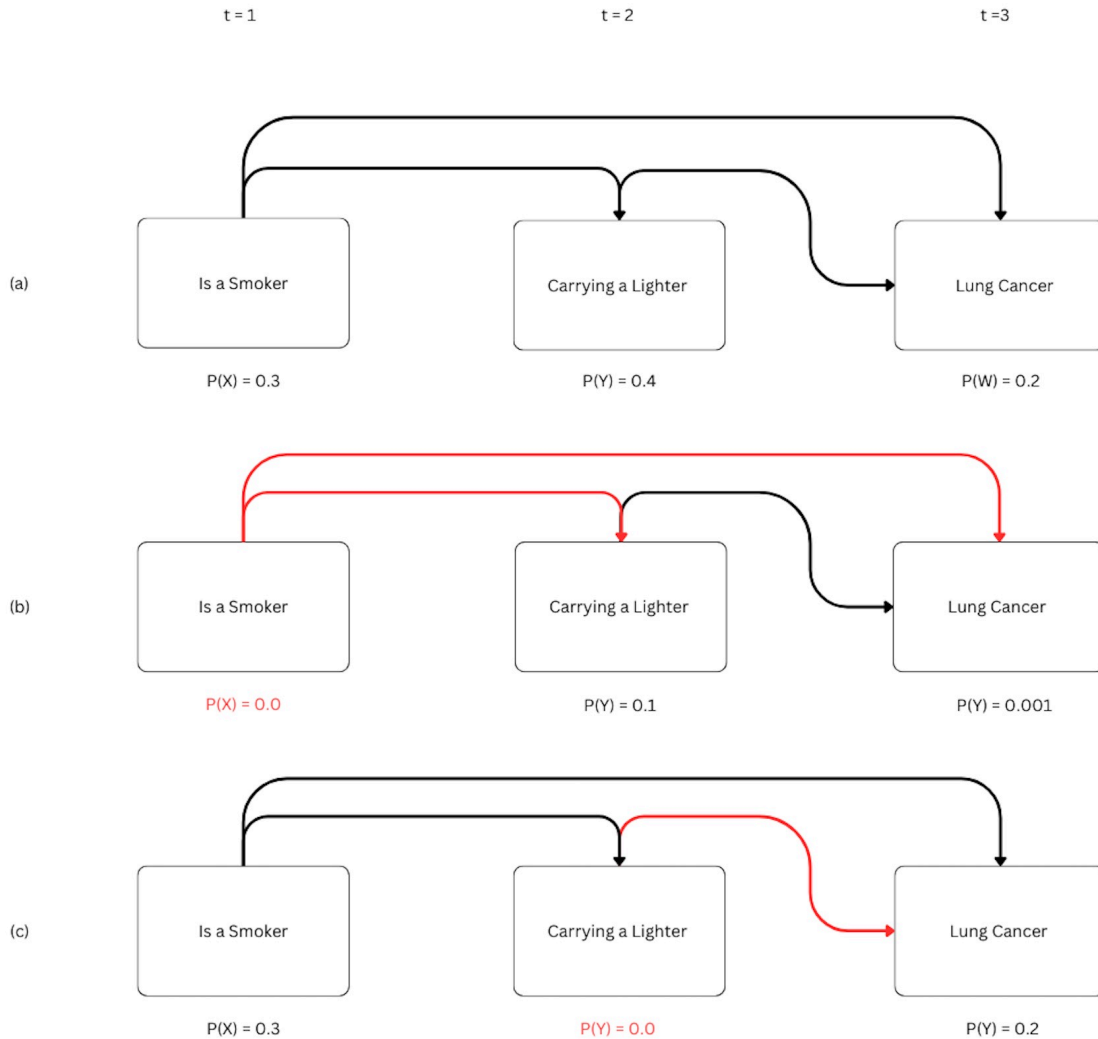 t = 1
t = 2
t =3
(a)
Is a Smoker
Carrying a Lighter
Lung Cancer
P(X) = 0.3
P(Y) = 0.4
P(W) = 0.2
(b)
Is a Smoker
Carrying a Lighter
Lung Cancer
P(X) = 0.0
P(Y) = 0.1
P(Y) = 0.001
(c)
Is a Smoker
Carrying a Lighter
Lung Cancer
P(X) = 0.3
P(Y) = 0.0
P(Y) = 0.2